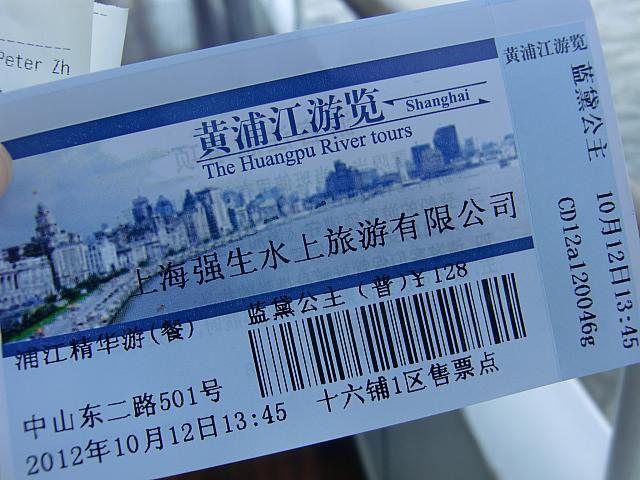 Peter Zh
黄浦江游览
Shanghai
The Huangpu River tours
上海强生水上旅游有限公司
浦江精华游(餐)
蓝黛公主 (普)¥128
中山东二路501号
十六铺1区售票点
2012年10月12日13:45
黄浦江游览
蓝黛公主
10月12日13:45
CD12a120046g